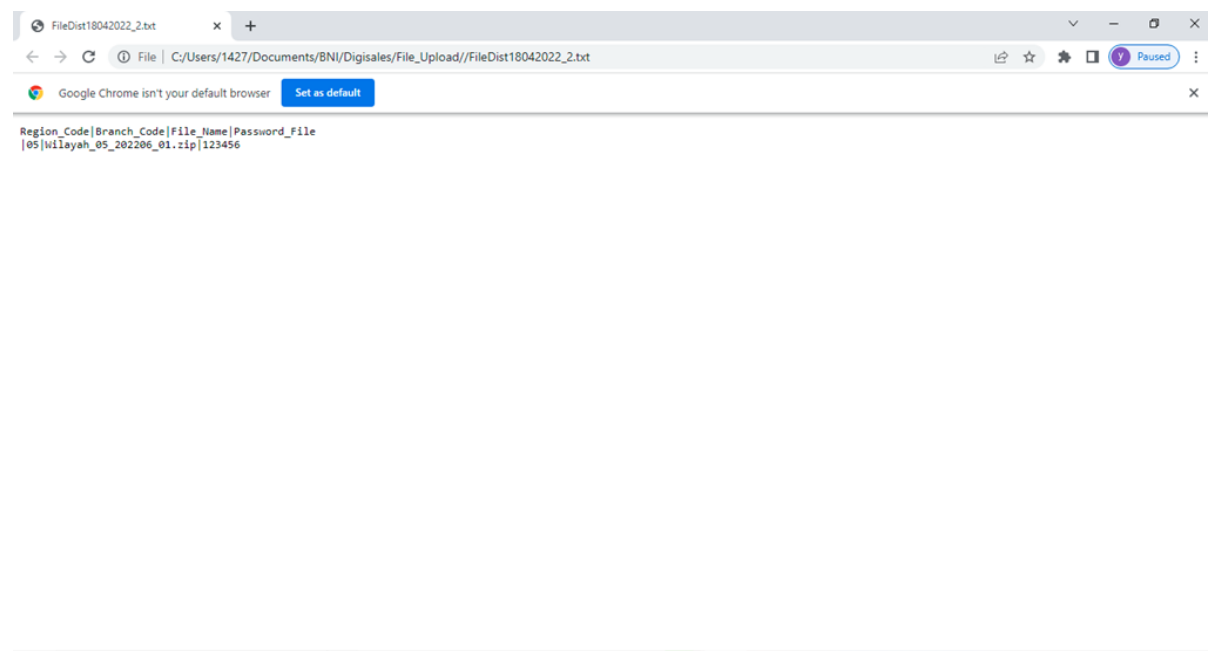 FileDist18042022_2.txt
File | C:/Users/1427/Documents/BNI/Digisales/File_Upload//FileDist18042022_2.txt
Y Paused
Google Chrome isn't your default browser Set as default
Region_Code|Branch_Code|File_Name|Password_File
|05|Wilayah_05_202206_01.zip|123456